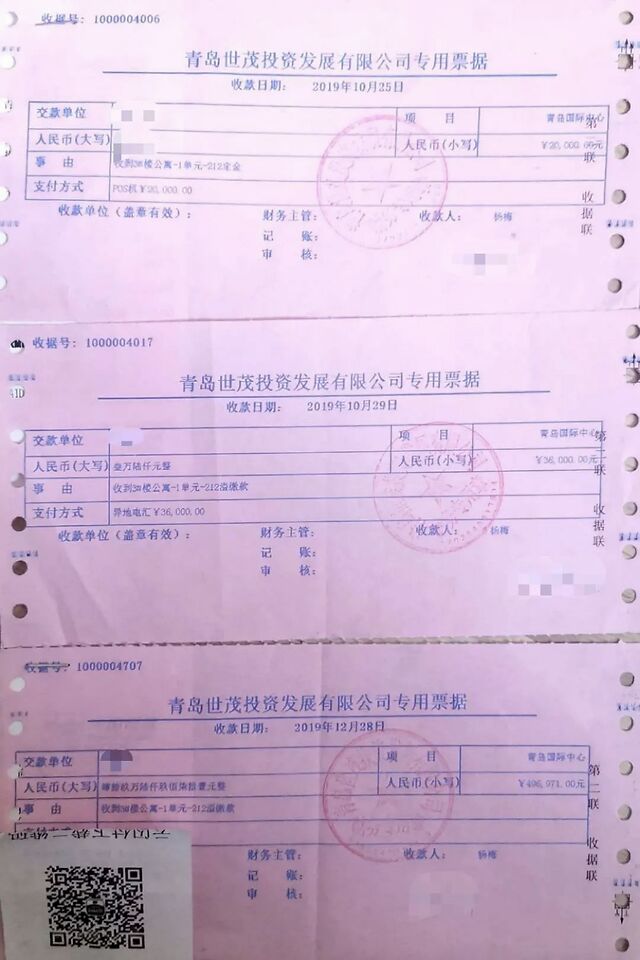 收据号: 1000004006
青岛世茂投资发展有限公司专用票据
收款日期: 2019年10月25日
交款单位 项 目 青岛国际中心
人民币(大写) 人民币(小写) ￥20,000.00元
事 由 收到3#楼公寓-1单元-212定金
支付方式 POS机￥20,000.00
收款单位(盖章有效): 财务主管: 收款人: 杨梅
记 账:
审 核:
第二联
收据联
收据号: 1000004017
青岛世茂投资发展有限公司专用票据
收款日期: 2019年10月29日
交款单位 项 目 青岛国际中心
人民币(大写) 叁万陆仟元整 人民币(小写) ￥36,000.00元
事 由 收到3#楼公寓-1单元-212溢缴款
支付方式 异地电汇￥36,000.00
收款单位(盖章有效): 财务主管: 收款人: 杨梅
记 账:
审 核:
第二联
收据联
收据号: 1000004707
青岛世茂投资发展有限公司专用票据
收款日期: 2019年12月28日
交款单位 项 目 青岛国际中心
人民币(大写) 肆拾玖万陆仟玖佰柒拾壹元整 人民币(小写) ￥496,971.00元
事 由 收到3#楼公寓-1单元-212溢缴款
财务主管: 收款人: 杨梅
记 账:
审 核:
第二联
收据联